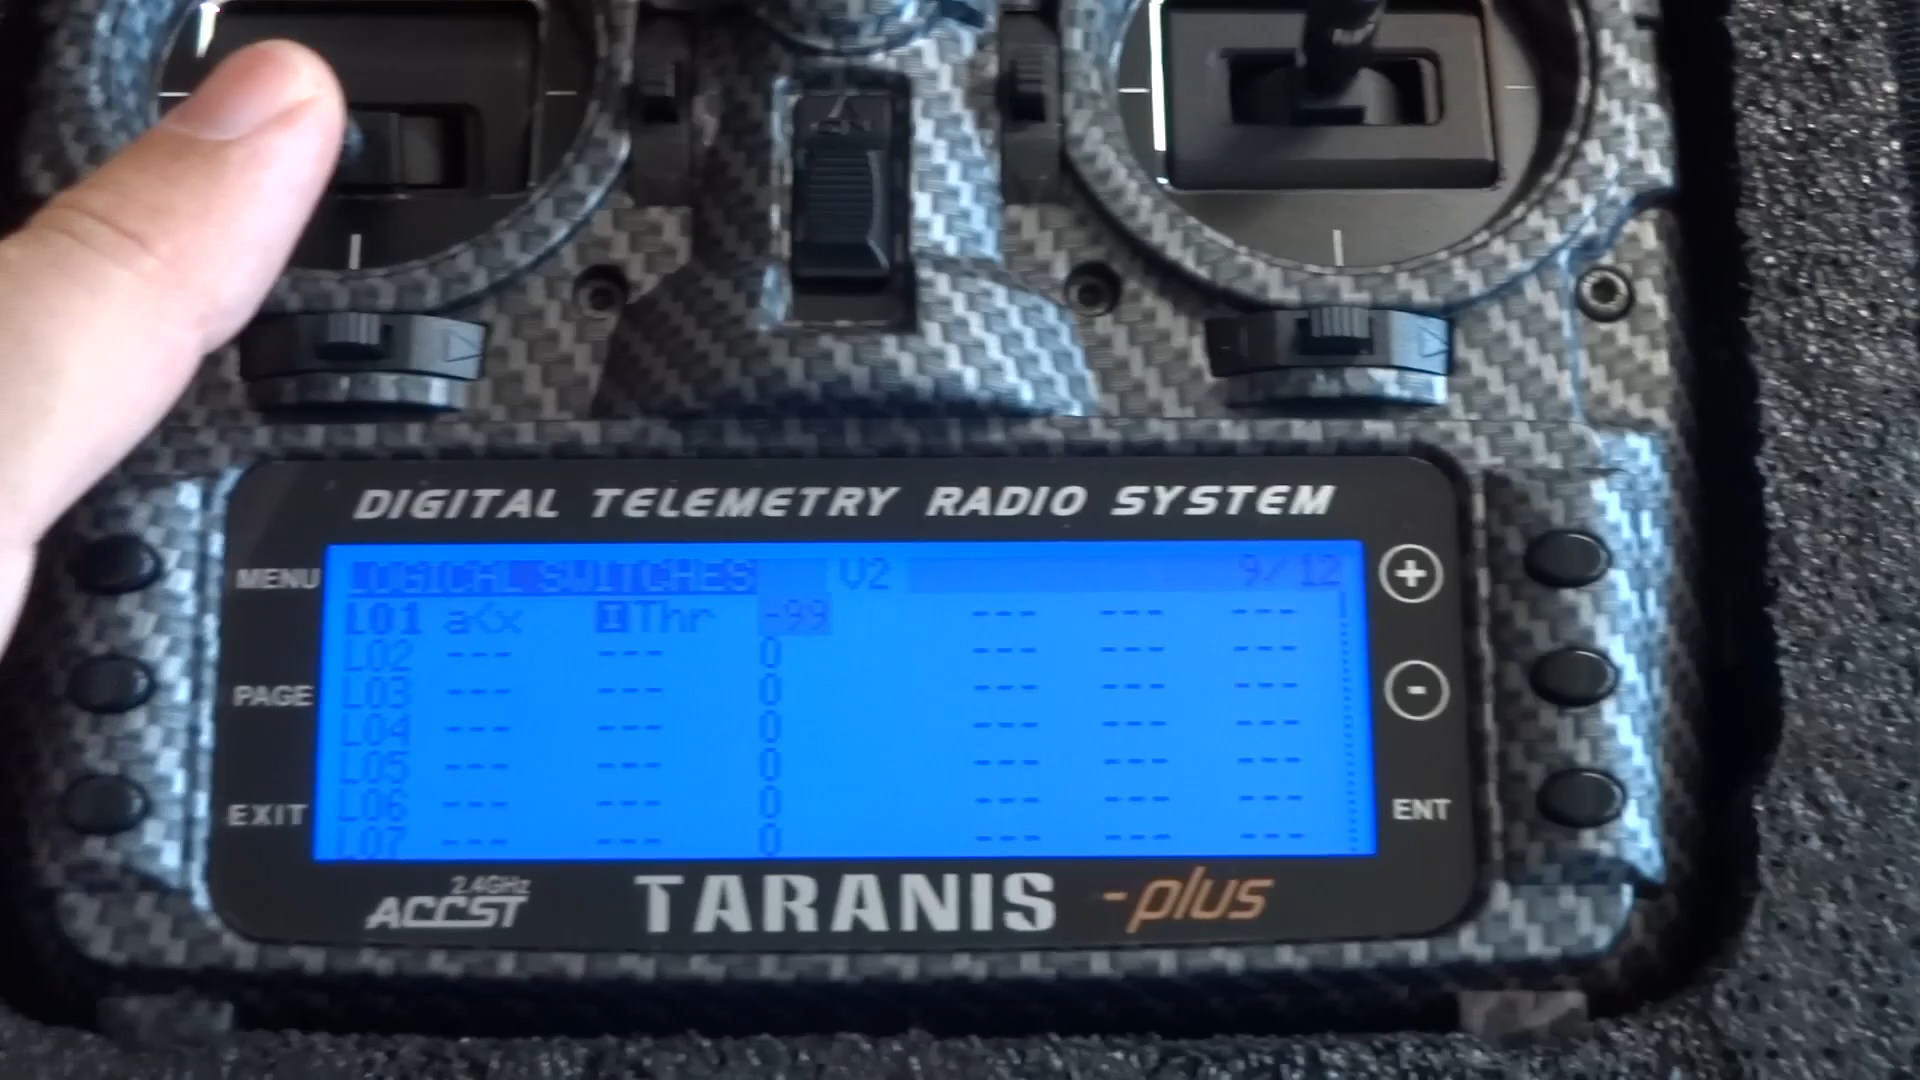 DIGITAL TELEMETRY RADIO SYSTEM
MENU
PAGE
EXIT
LOGICAL SWITCHES V2 9/12
L01 a<x IThr -99 --- --- ---
L02 --- --- 0 --- --- ---
L03 --- --- 0 --- --- ---
L04 --- --- 0 --- --- ---
L05 --- --- 0 --- --- ---
L06 --- --- 0 --- --- ---
L07 --- --- 0 --- --- ---
+
-
ENT
2.4GHz
ACCST
TARANIS -plus